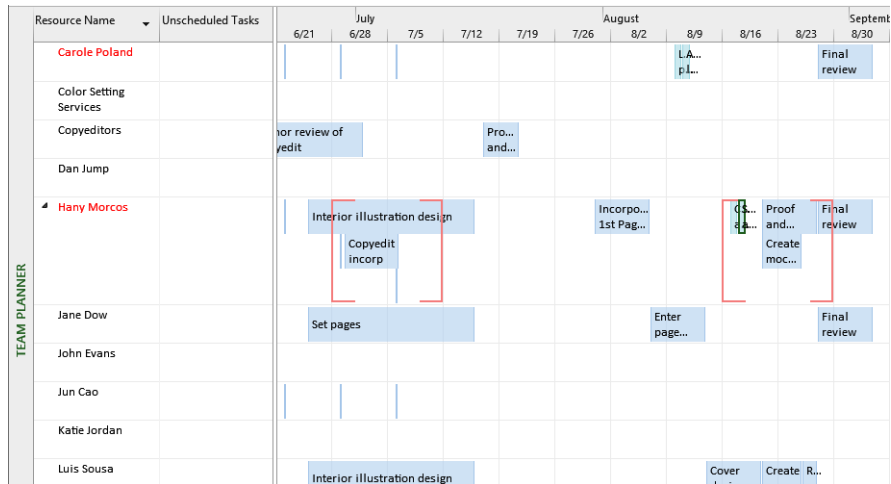 Resource Name Unscheduled Tasks July August Septemb
6/21 6/28 7/5 7/12 7/19 7/26 8/2 8/9 8/16 8/23 8/30
Carole Poland L.A... Final
p.l... review
Color Setting
Services
Copyeditors nor review of Pro...
yedit and...
Dan Jump
Hany Morcos Interior illustration design Incorpo... Proof Final
1st Pag... and... review
Copyedit Create
incorp moc...
TEAM PLANNER
Jane Dow Set pages Enter Final
page... review
John Evans
Jun Cao
Katie Jordan
Luis Sousa Interior illustration design Cover Create R...